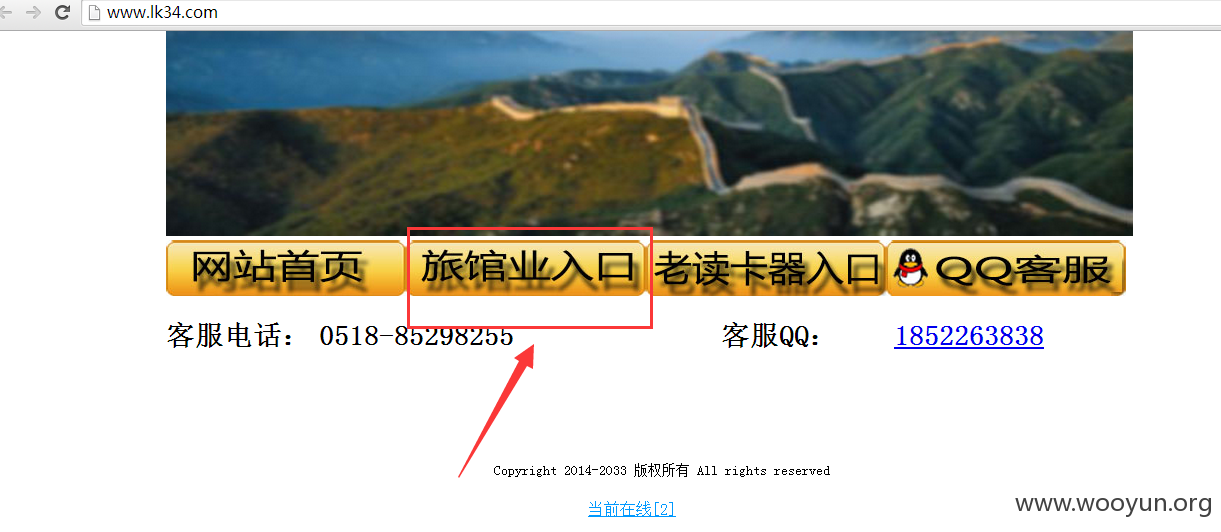 www.lk34.com
网站首页 旅馆业入口 老读卡器入口 QQ客服
客服电话： 0518-85298255 客服QQ： 1852263838
Copyright 2014-2033 版权所有 All rights reserved
当前在线[2]
www.wooyun.org